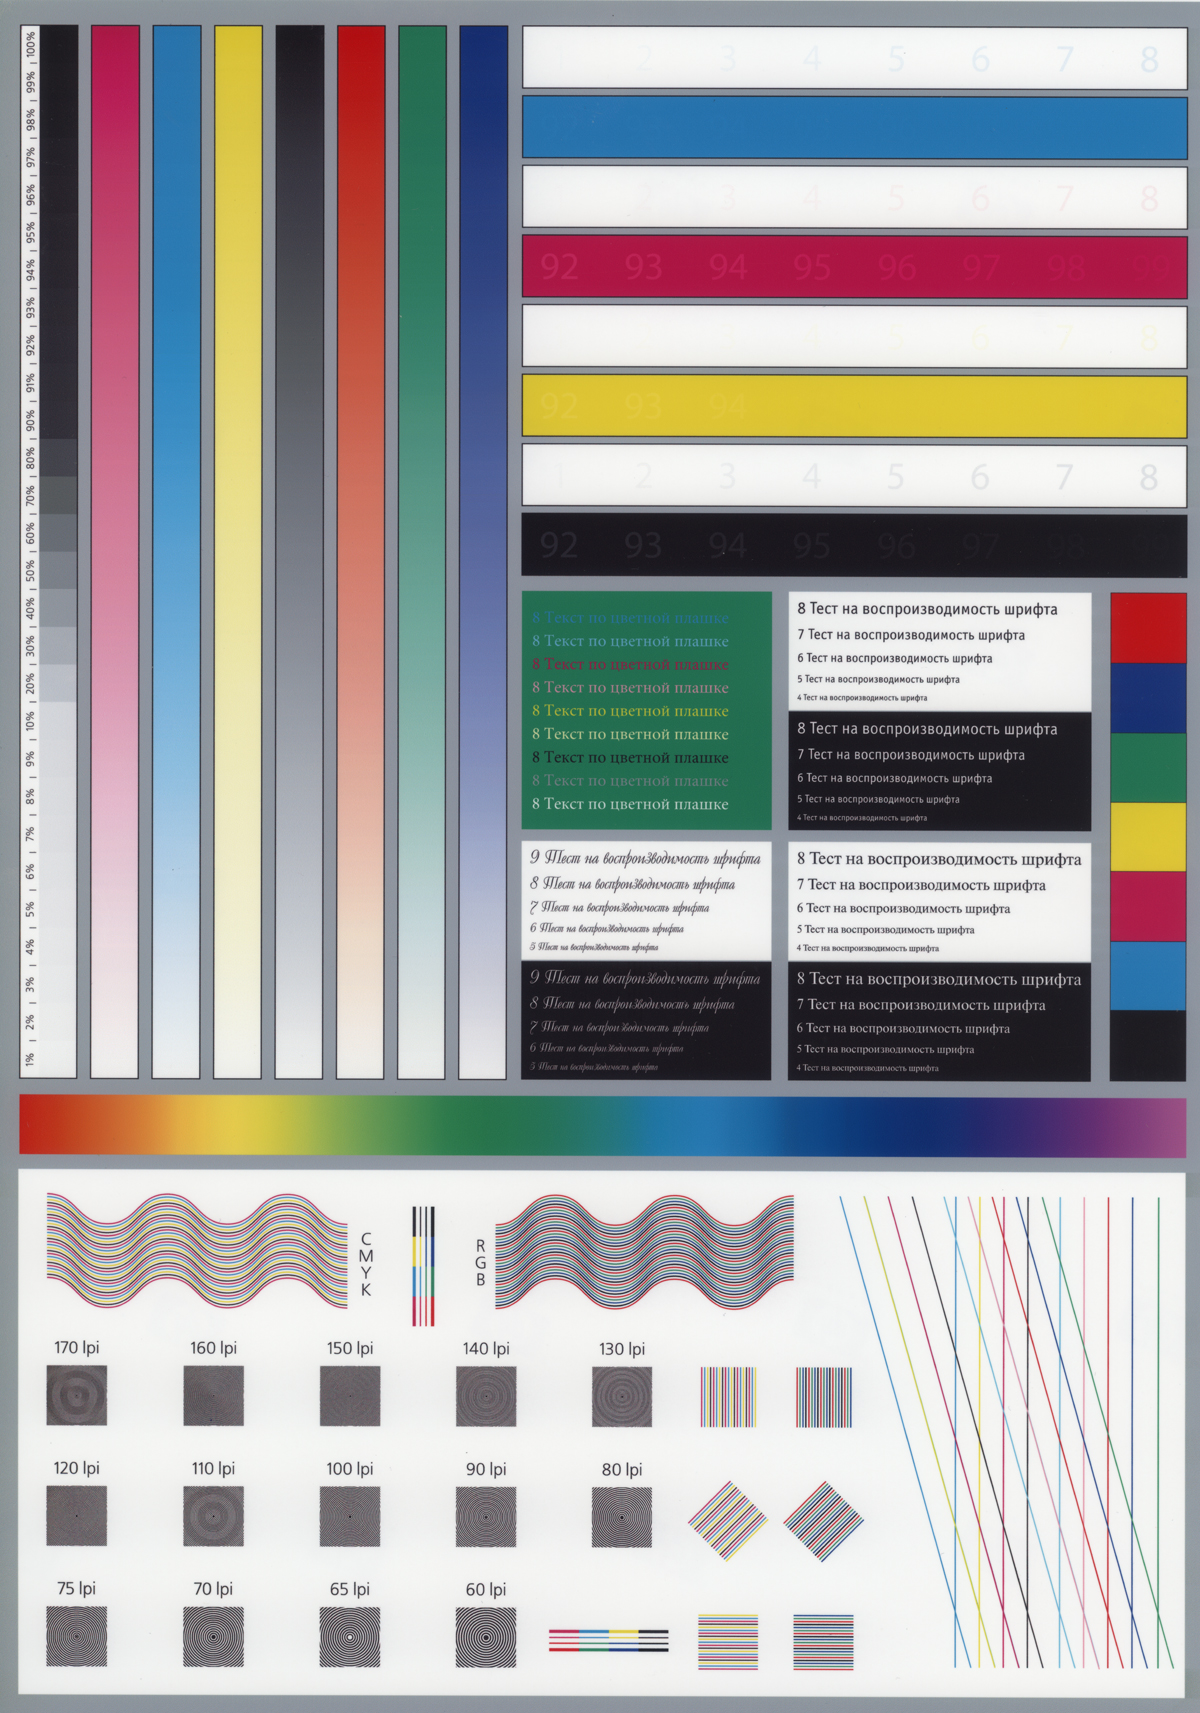 100% | 99% | 98% | 97% | 96% | 95% | 94% | 93% | 92% | 91% | 90% | 80% | 70% | 60% | 50% | 40% | 30% | 20% | 10% | 9% | 8% | 7% | 6% | 5% | 4% | 3% | 2% | 1%
2 3 4 5 6 7 8
2 3 4 5 6 7 8
92 93 94 95 96 97 98 99
4 5 6 7 8
92 93 94
1 2 3 4 5 6 7 8
92 93 94 95 96 97 98
8 Текст по цветной плашке
8 Текст по цветной плашке
8 Текст по цветной плашке
8 Текст по цветной плашке
8 Текст по цветной плашке
8 Текст по цветной плашке
8 Текст по цветной плашке
8 Текст по цветной плашке
8 Текст по цветной плашке
8 Тест на воспроизводимость шрифта
7 Тест на воспроизводимость шрифта
6 Тест на воспроизводимость шрифта
5 Тест на воспроизводимость шрифта
4 Тест на воспроизводимость шрифта
8 Тест на воспроизводимость шрифта
7 Тест на воспроизводимость шрифта
6 Тест на воспроизводимость шрифта
5 Тест на воспроизводимость шрифта
4 Тест на воспроизводимость шрифта
9 Тест на воспроизводимость шрифта
8 Тест на воспроизводимость шрифта
7 Тест на воспроизводимость шрифта
6 Тест на воспроизводимость шрифта
5 Тест на воспроизводимость шрифта
9 Тест на воспроизводимость шрифта
8 Тест на воспроизводимость шрифта
7 Тест на воспроизводимость шрифта
6 Тест на воспроизводимость шрифта
5 Тест на воспроизводимость шрифта
8 Тест на воспроизводимость шрифта
7 Тест на воспроизводимость шрифта
6 Тест на воспроизводимость шрифта
5 Тест на воспроизводимость шрифта
4 Тест на воспроизводимость шрифта
8 Тест на воспроизводимость шрифта
7 Тест на воспроизводимость шрифта
6 Тест на воспроизводимость шрифта
5 Тест на воспроизводимость шрифта
4 Тест на воспроизводимость шрифта
C
M
Y
K
R
G
B
170 lpi 160 lpi 150 lpi 140 lpi 130 lpi
120 lpi 110 lpi 100 lpi 90 lpi 80 lpi
75 lpi 70 lpi 65 lpi 60 lpi